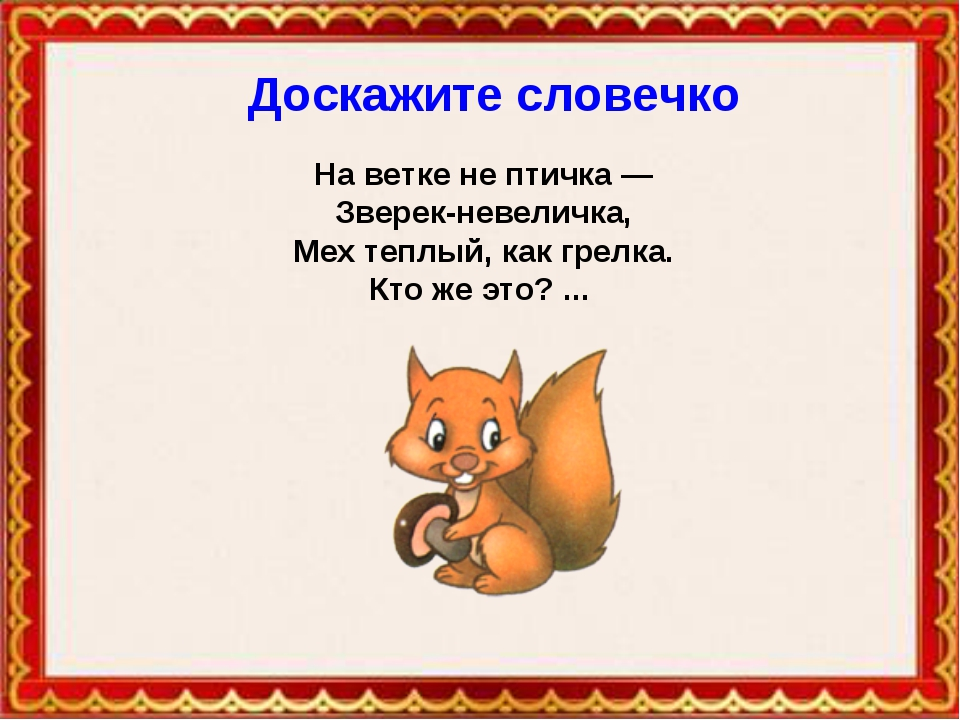 Доскажите словечко
На ветке не птичка —
Зверек-невеличка,
Мех теплый, как грелка.
Кто же это? ...